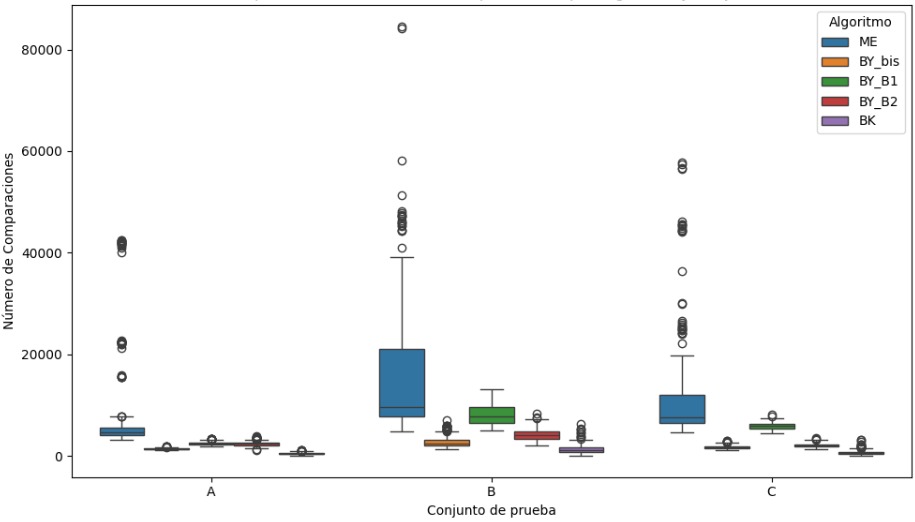 Algoritmo
ME
BY_bis
BY_B1
BY_B2
BK
Número de Comparaciones
80000
60000
40000
20000
0
A
B
C
Conjunto de prueba